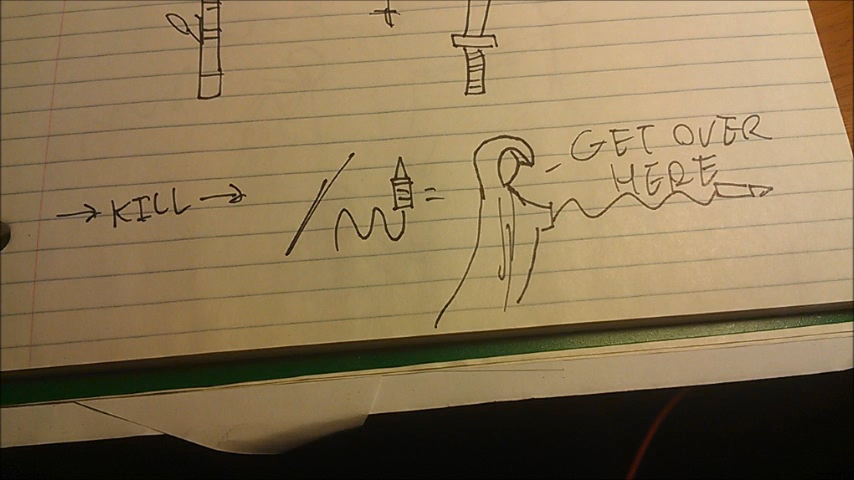 +
→ KILL → / = - GET OVER
HERE